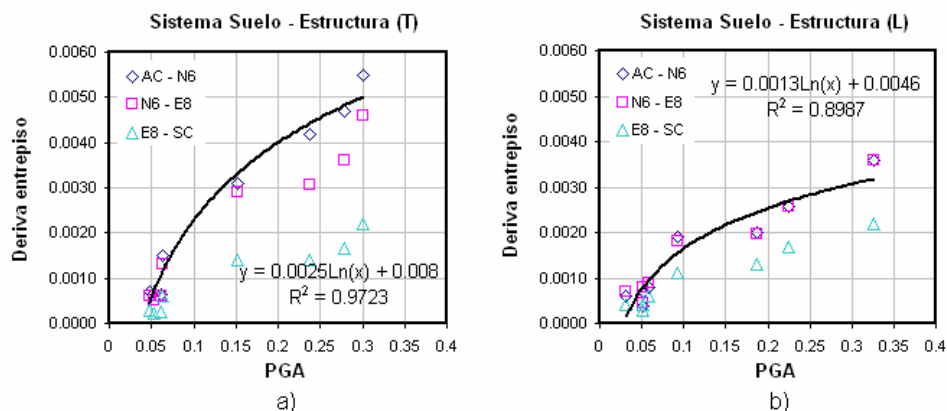 Sistema Suelo - Estructura (T)
0.0060
0.0050
0.0040
0.0030
0.0020
0.0010
0.0000
Deriva entrepiso
AC - N6
N6 - E8
E8 - SC
y = 0.0025Ln(x) + 0.008
R² = 0.9723
0 0.05 0.1 0.15 0.2 0.25 0.3 0.35 0.4
PGA
a)
Sistema Suelo - Estructura (L)
0.0060
0.0050
0.0040
0.0030
0.0020
0.0010
0.0000
Deriva entrepiso
AC - N6
N6 - E8
E8 - SC
y = 0.0013Ln(x) + 0.0046
R² = 0.8987
0 0.05 0.1 0.15 0.2 0.25 0.3 0.35 0.4
PGA
b)